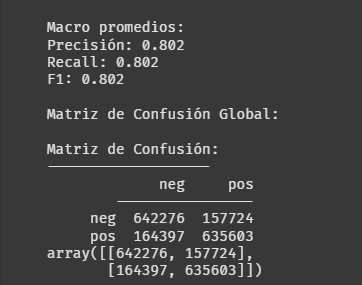 Macro promedios:
Precisión: 0.802
Recall: 0.802
F1: 0.802
Matriz de Confusión Global:
Matriz de Confusión:
--------------------
neg pos
---------------
neg 642276 157724
pos 164397 635603
array([[642276, 157724],
[164397, 635603]])